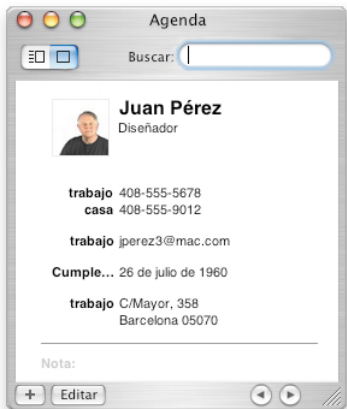 Agenda
Buscar:
Juan Pérez
Diseñador
trabajo 408-555-5678
casa 408-555-9012
trabajo jperez3@mac.com
Cumple... 26 de julio de 1960
trabajo C/Mayor, 358
Barcelona 05070
Nota:
+ Editar